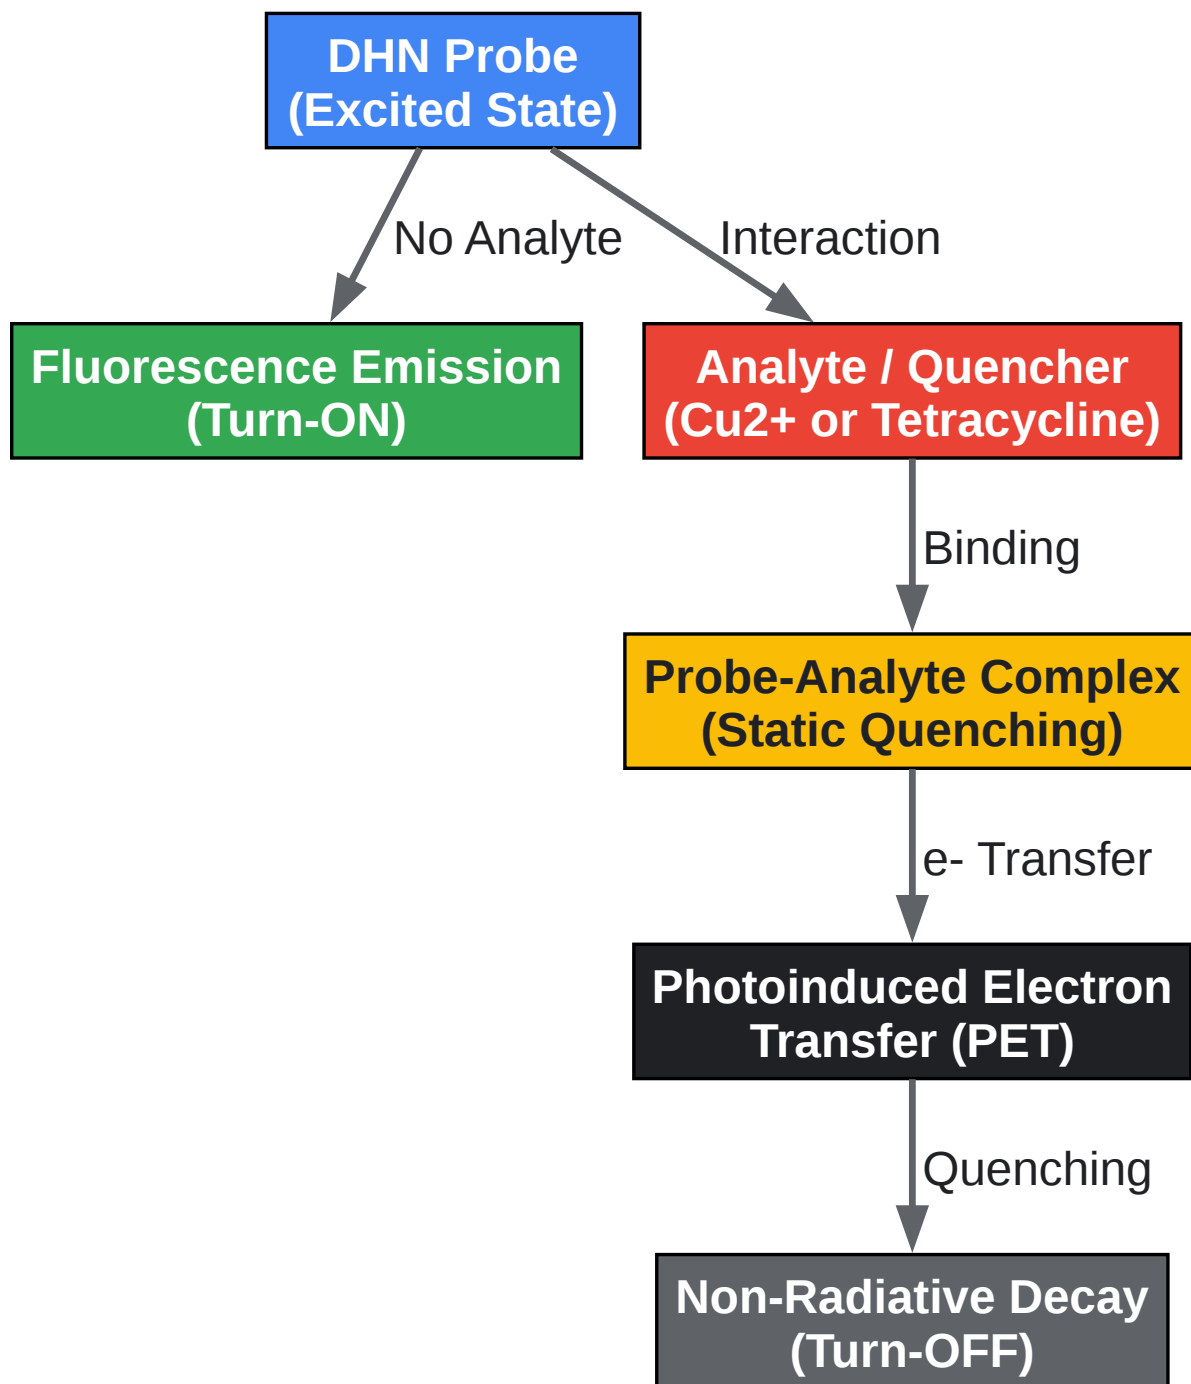 DHN Probe
(Excited State)
No Analyte
Interaction
Fluorescence Emission
(Turn-ON)
Analyte / Quencher
(Cu2+ or Tetracycline)
Binding
Probe-Analyte Complex
(Static Quenching)
e- Transfer
Photoinduced Electron
Transfer (PET)
Quenching
Non-Radiative Decay
(Turn-OFF)